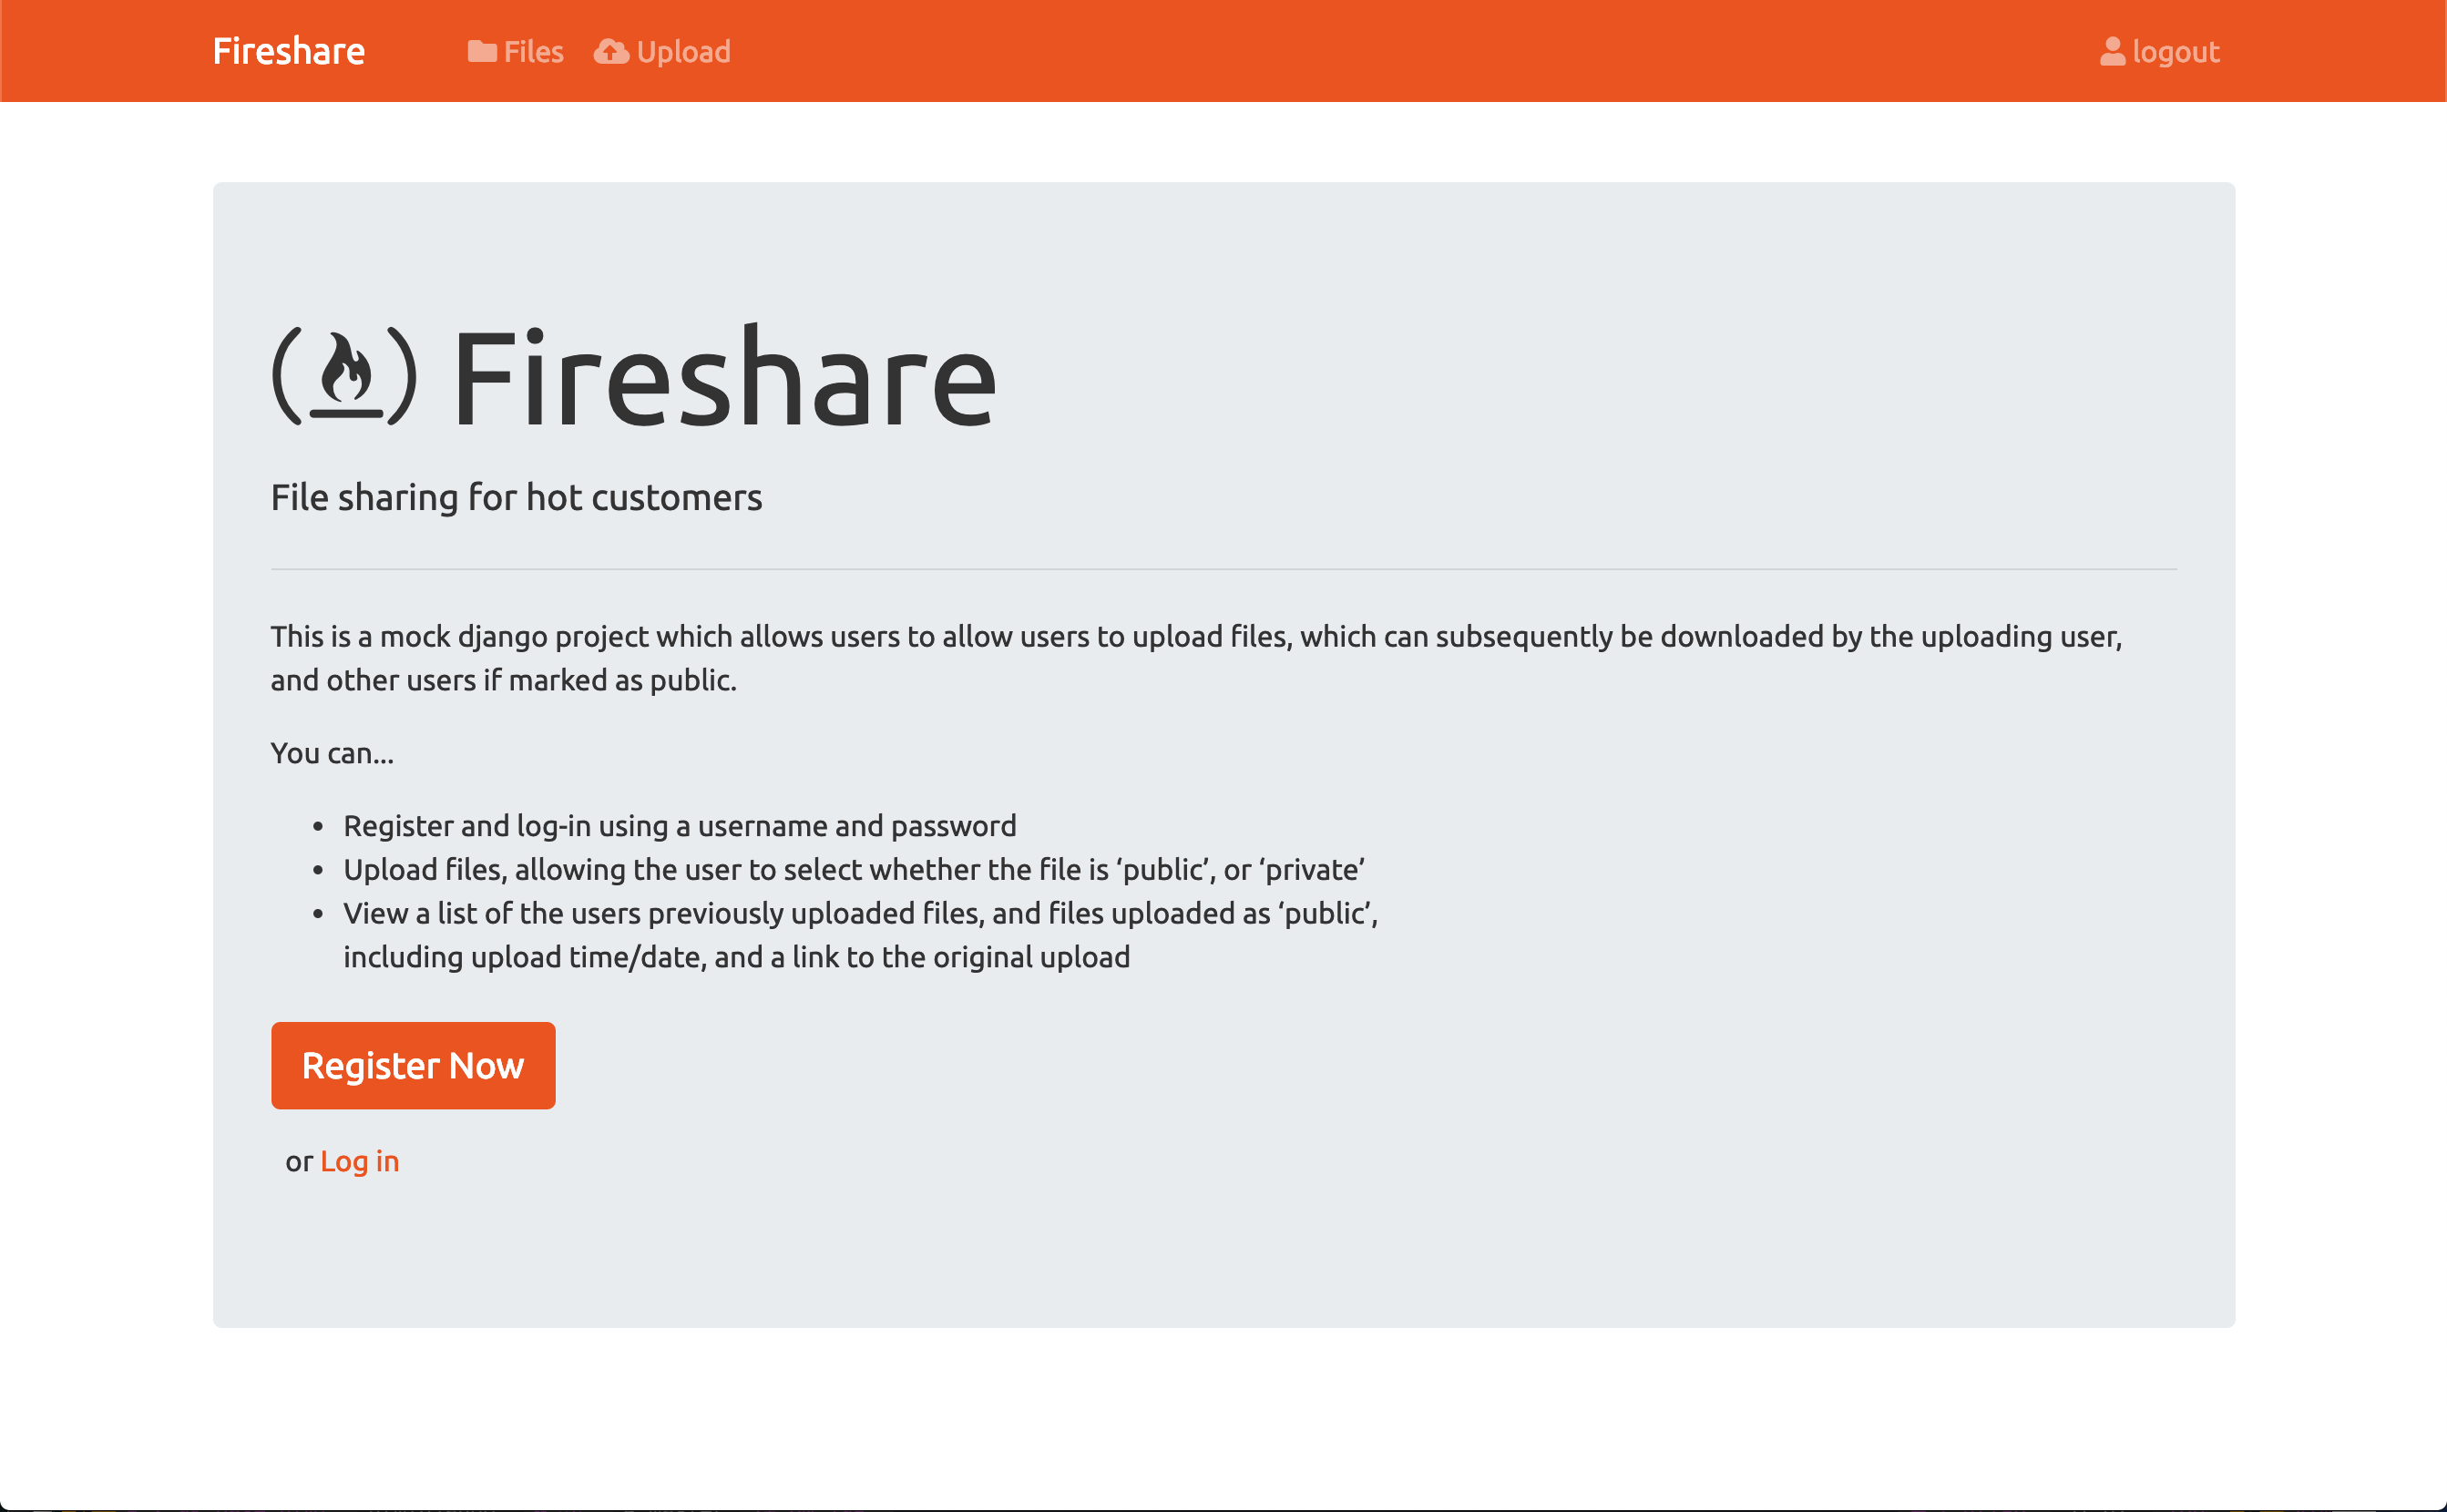 Fireshare Files Upload logout
Fireshare
File sharing for hot customers
This is a mock django project which allows users to allow users to upload files, which can subsequently be downloaded by the uploading user,
and other users if marked as public.
You can...
• Register and log-in using a username and password
• Upload files, allowing the user to select whether the file is ‘public’, or ‘private’
• View a list of the users previously uploaded files, and files uploaded as ‘public’,
including upload time/date, and a link to the original upload
Register Now
or Log in